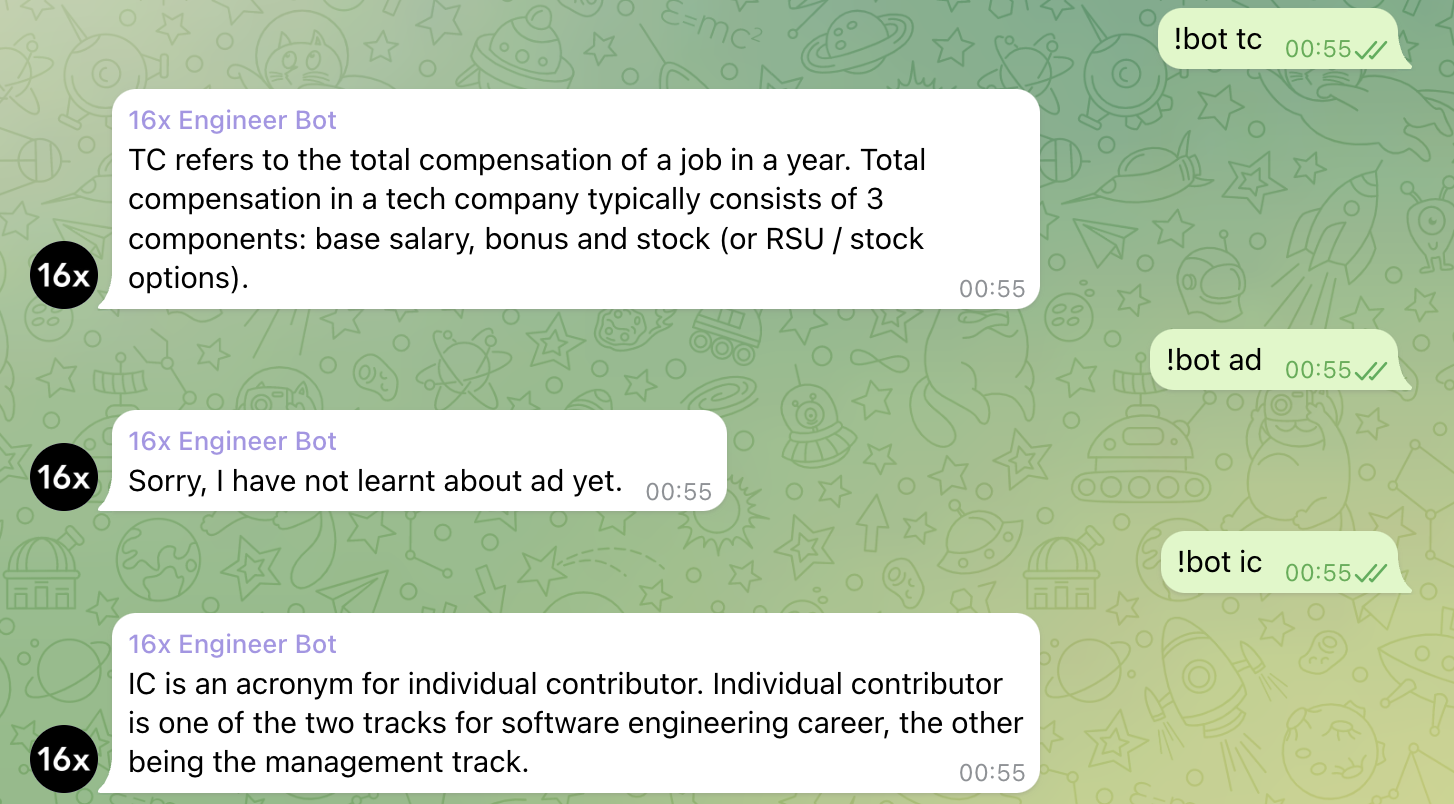 E=mc²
!bot tc 00:55
16x Engineer Bot
TC refers to the total compensation of a job in a year. Total
compensation in a tech company typically consists of 3
components: base salary, bonus and stock (or RSU / stock
options).
00:55
16x
!bot ad 00:55
16x Engineer Bot
Sorry, I have not learnt about ad yet. 00:55
16x
!bot ic 00:55
16x Engineer Bot
IC is an acronym for individual contributor. Individual contributor
is one of the two tracks for software engineering career, the other
being the management track.
00:55
16x